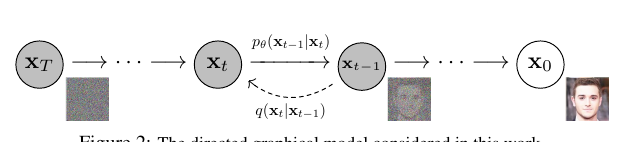 p_θ(x_{t−1}|x_t)
x_T → ··· → x_t → x_{t−1} → ··· → x_0
q(x_t|x_{t−1})
Figure 2: The directed graphical model considered in this work